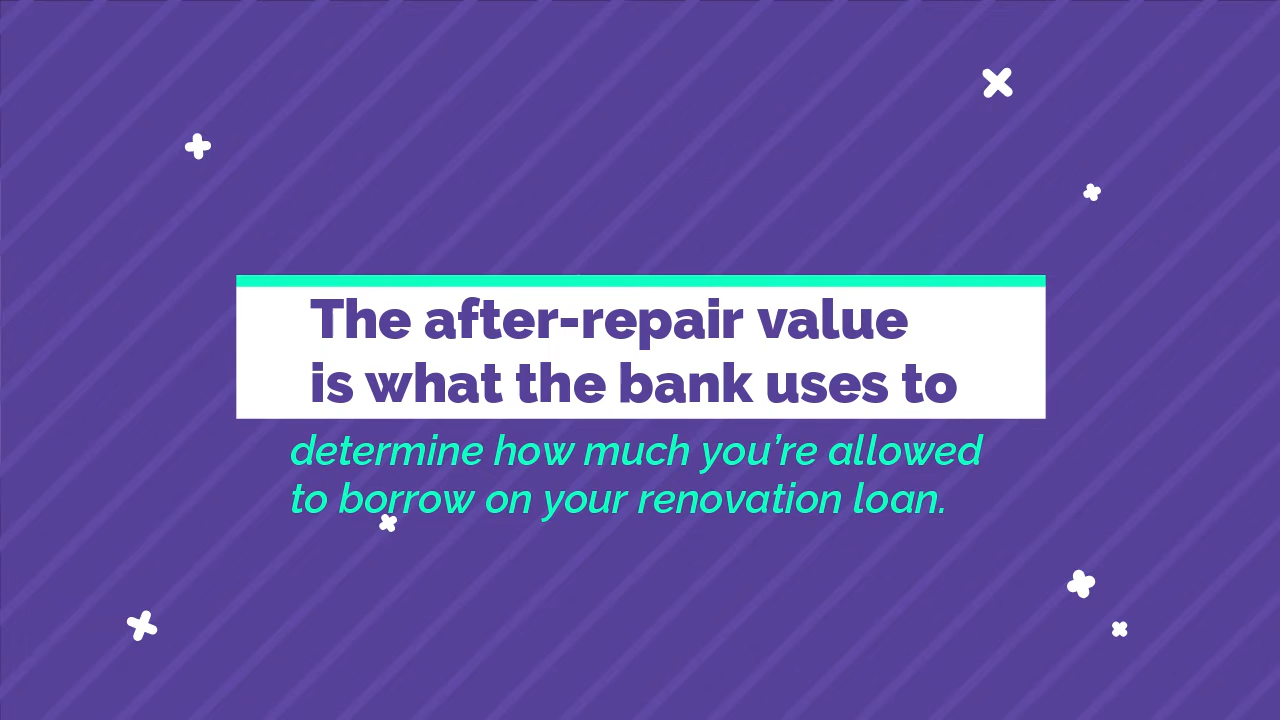 The after-repair value
is what the bank uses to
determine how much you’re allowed
to borrow on your renovation loan.